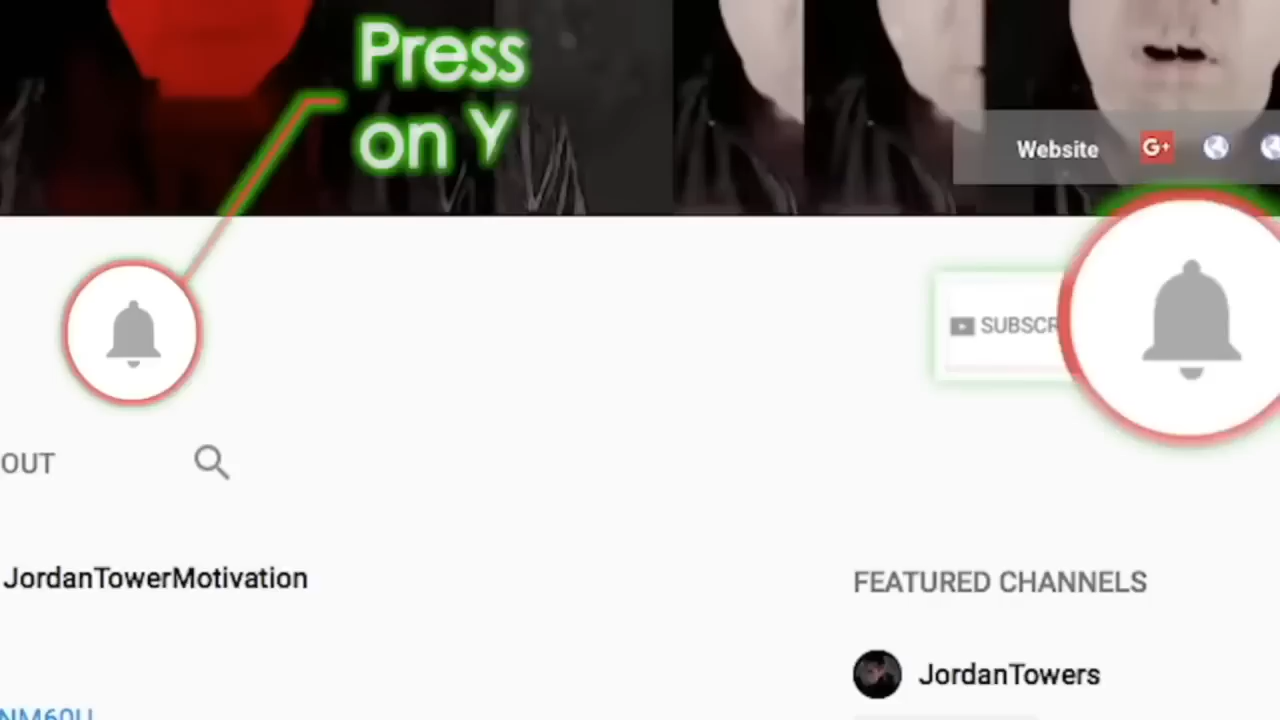 Press
on Y
Website
G+
SUBSCR
OUT
JordanTowerMotivation
FEATURED CHANNELS
JordanTowers